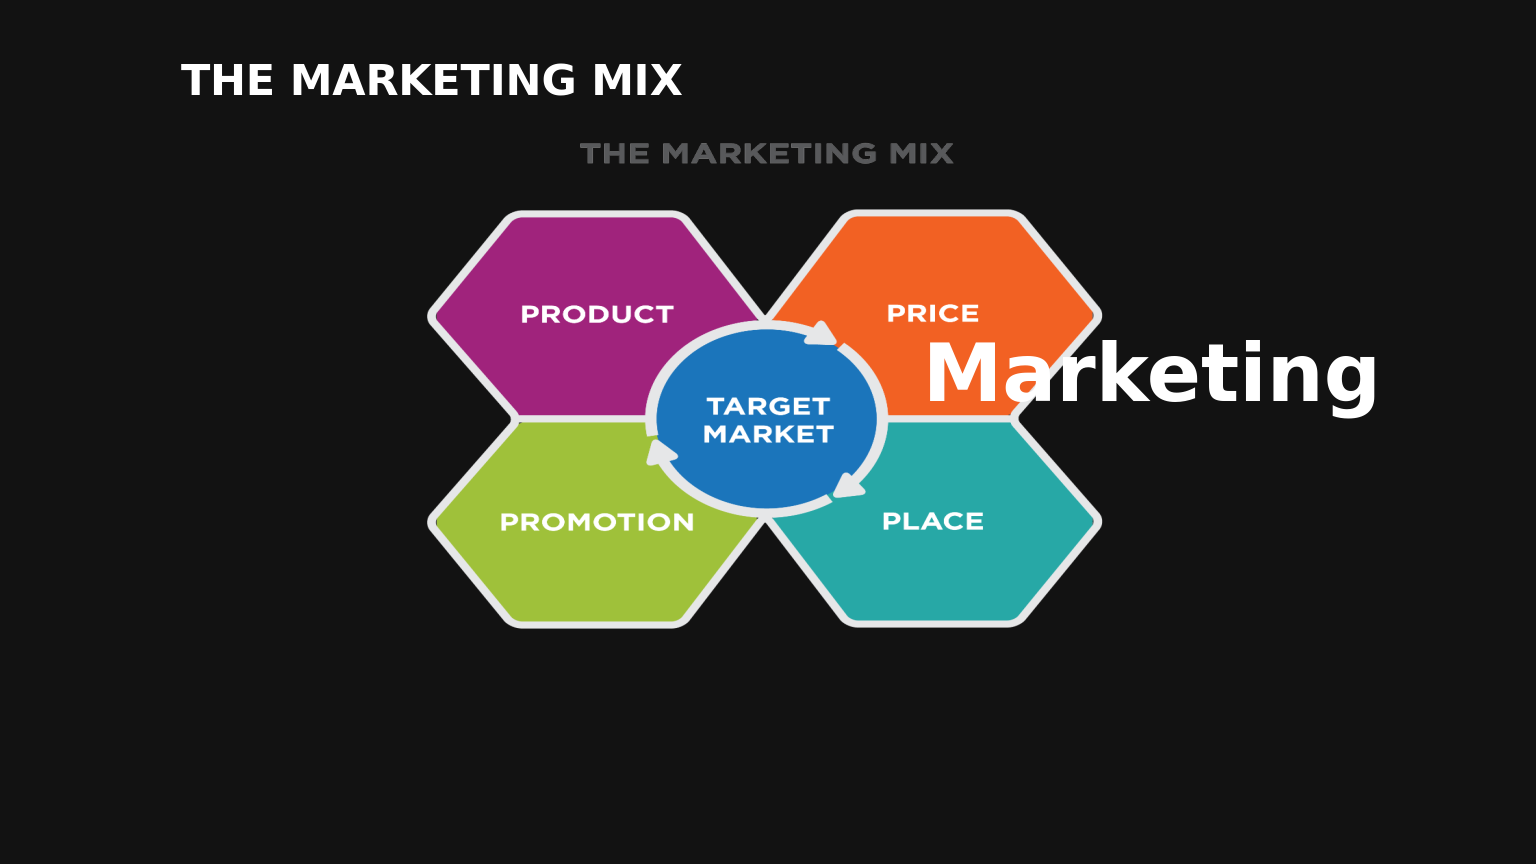 THE MARKETING MIX
THE MARKETING MIX
PRODUCT
PRICE
Marketing
TARGET
MARKET
PROMOTION
PLACE